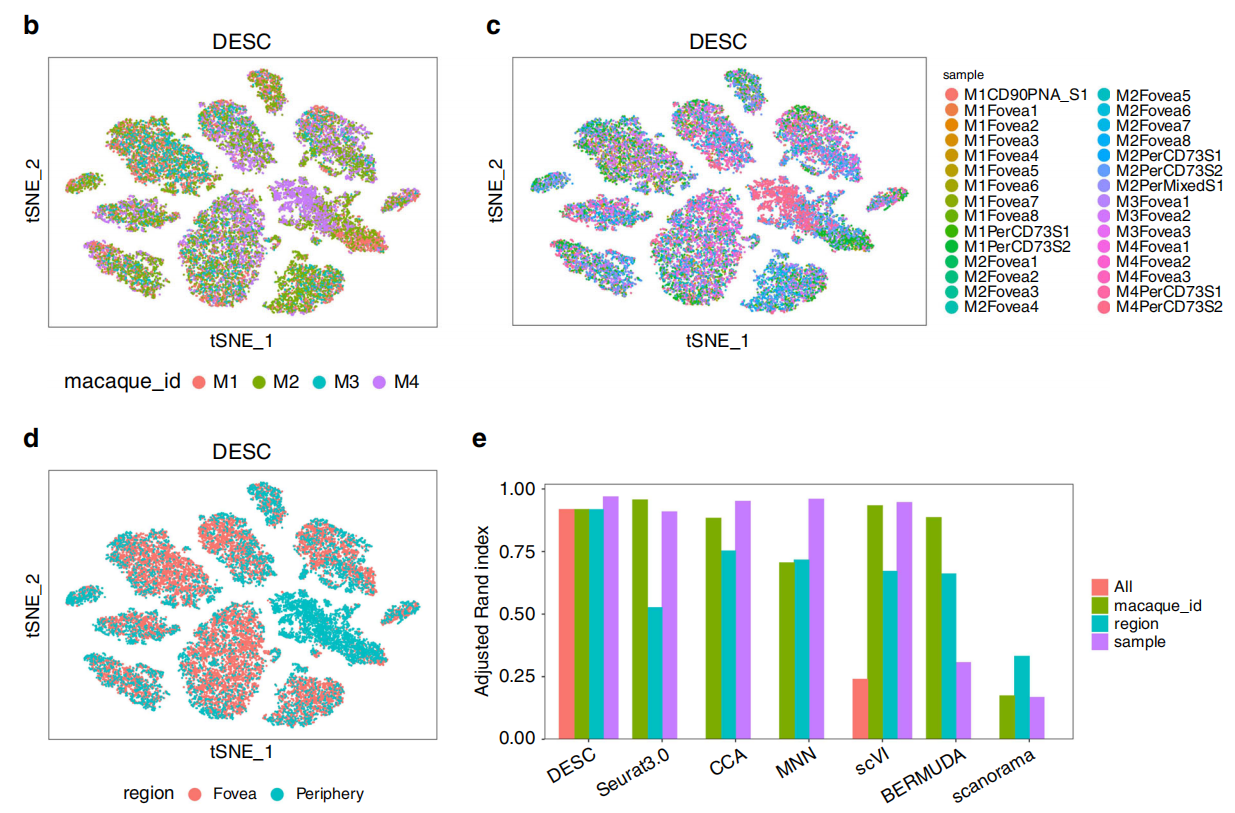 b
DESC
tSNE_2
tSNE_1
macaque_id M1 M2 M3 M4
c
DESC
tSNE_2
tSNE_1
sample
M1CD90PNA_S1
M1Fovea1
M1Fovea2
M1Fovea3
M1Fovea4
M1Fovea5
M1Fovea6
M1Fovea7
M1Fovea8
M1PerCD73S1
M1PerCD73S2
M2Fovea1
M2Fovea2
M2Fovea3
M2Fovea4
M2Fovea5
M2Fovea6
M2Fovea7
M2Fovea8
M2PerCD73S1
M2PerCD73S2
M2PerMixedS1
M3Fovea1
M3Fovea2
M3Fovea3
M4Fovea1
M4Fovea2
M4Fovea3
M4PerCD73S1
M4PerCD73S2
d
DESC
tSNE_2
tSNE_1
region Fovea Periphery
e
Adjusted Rand index
1.00
0.75
0.50
0.25
0.00
DESC
Seurat3.0
CCA
MNN
scVI
BERMUDA
scanorama
All
macaque_id
region
sample